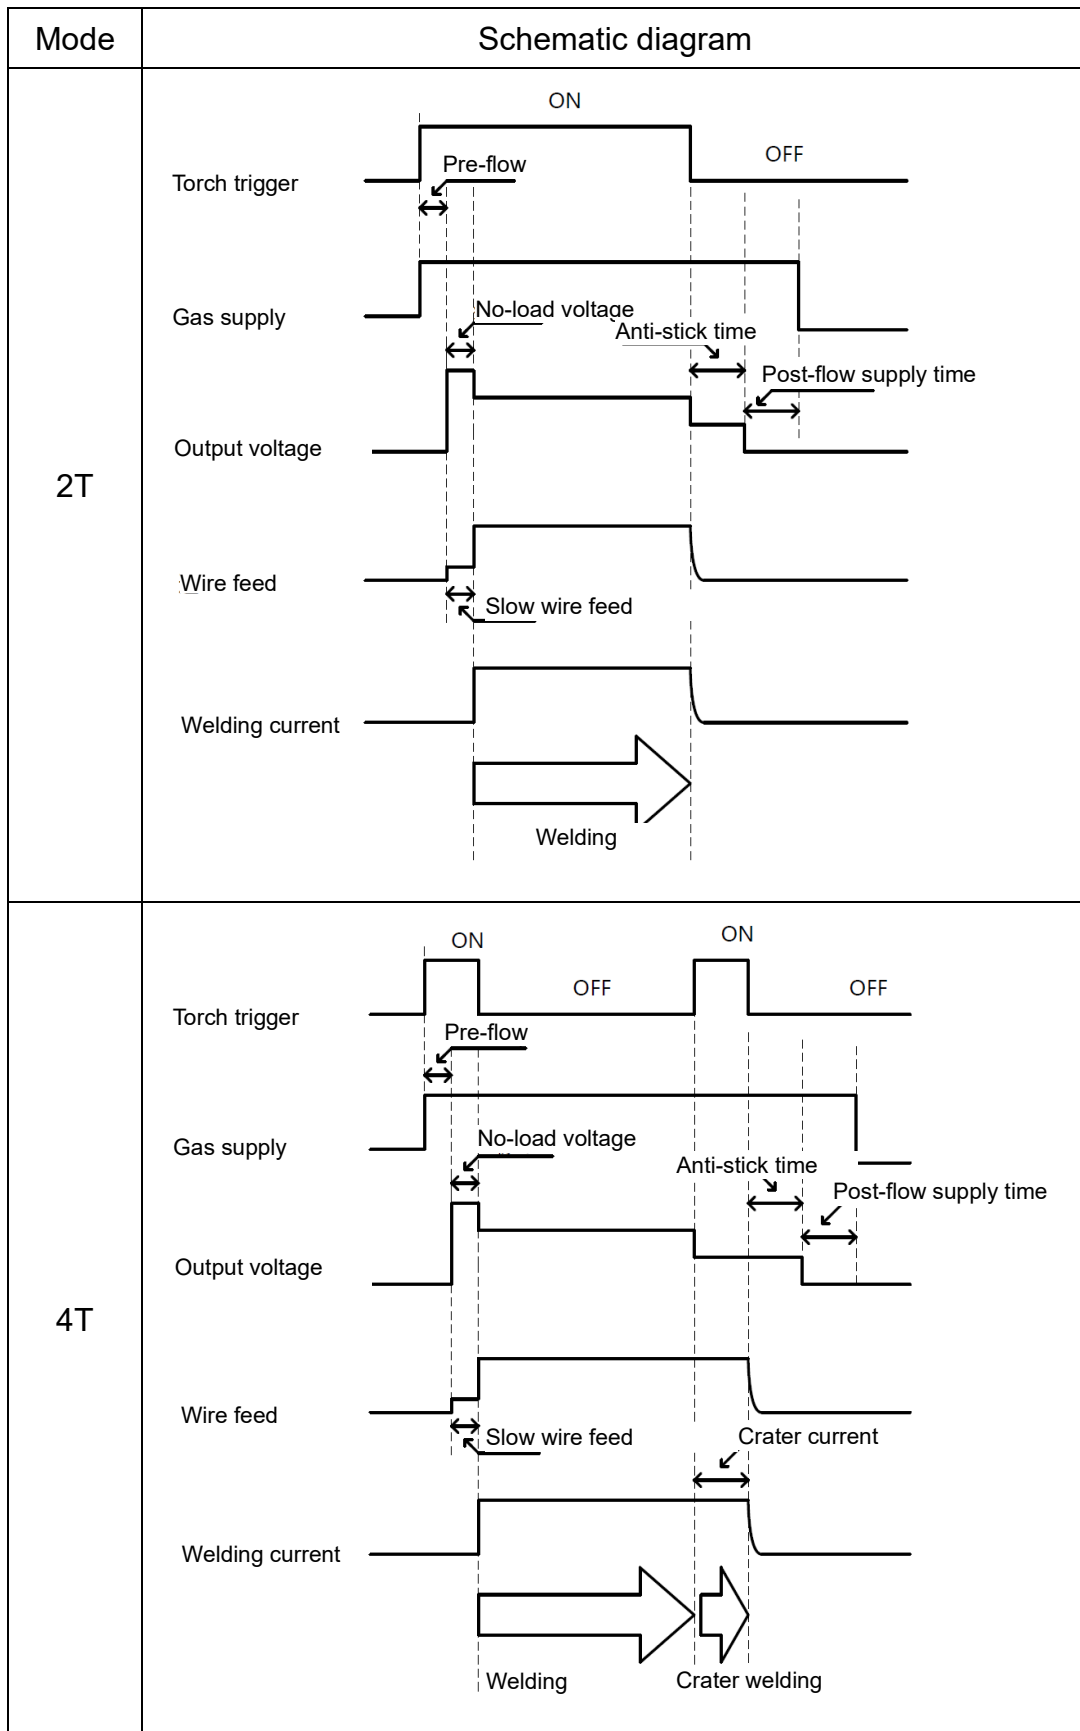 Mode
Schematic diagram
2T
ON
OFF
Pre-flow
Torch trigger
Gas supply
No-load voltage
Anti-stick time
Post-flow supply time
Output voltage
Wire feed
Slow wire feed
Welding current
Welding
4T
ON
ON
OFF
OFF
Torch trigger
Pre-flow
Gas supply
No-load voltage
Anti-stick time
Post-flow supply time
Output voltage
Wire feed
Slow wire feed
Crater current
Welding current
Welding
Crater welding